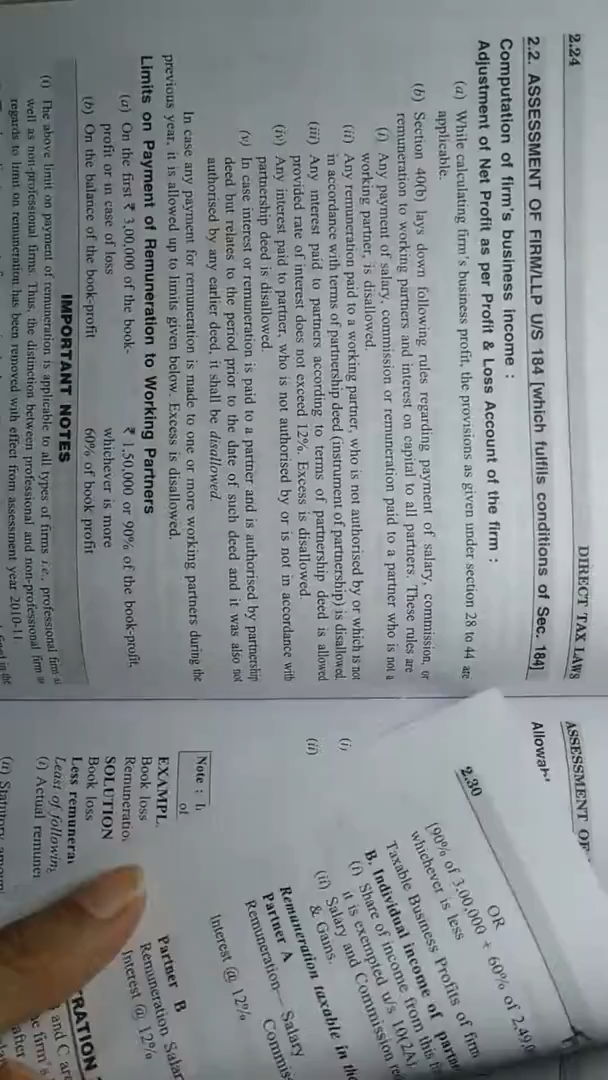 2.24
DIRECT TAX LAWS
2.2. ASSESSMENT OF FIRM/LLP U/S 184 [which fulfils conditions of Sec. 184]
Computation of firm's business income :
Adjustment of Net Profit as per Profit & Loss Account of the firm :
(a) While calculating firm's business profit, the provisions as given under section 28 to 44 are
applicable.
(b) Section 40(b) lays down following rules regarding payment of salary, commission, or
remuneration to working partners and interest on capital to all partners. These rules are
(i) Any payment of salary, commission or remuneration paid to a partner who is not a
working partner, is disallowed.
(ii) Any remuneration paid to a working partner, who is not authorised by or which is not
in accordance with terms of partnership deed (instrument of partnership) is disallowed
(iii) Any interest paid to partners according to terms of partnership deed is allowed
provided rate of interest does not exceed 12%. Excess is disallowed.
(iv) Any interest paid to partner, who is not authorised by or is not in accordance with
partnership deed is disallowed.
(v) In case interest or remuneration is paid to a partner and is authorised by partnership
deed but relates to the period prior to the date of such deed and it was also not
authorised by any earlier deed, it shall be disallowed.
In case any payment for remuneration is made to one or more working partners during the
previous year, it is allowed up to limits given below. Excess is disallowed.
Limits on Payment of Remuneration to Working Partners
(a) On the first ₹ 3,00,000 of the book-
profit or in case of loss
₹ 1,50,000 or 90% of the book-profit,
whichever is more
(b) On the balance of the book-profit
60% of book profit
IMPORTANT NOTES
(i) The above limit on payment of remuneration is applicable to all types of firms i.e., professional firm as
well as non-professional firms. Thus, the distinction between professional and non-professional firm as
regards to limit on remuneration has been removed with effect from assessment year 2010-11
ASSESSMENT OF
(i)
(ii)
Note :
of
EXAMPL
Book loss
Remuneratio
SOLUTION
Book loss
Less remunera
Least of following
(i) Actual remuner
(ii) Statutory amoun
2.30
OR
[90% of 3,00,000 + 60% of 2,49,0
whichever is less
Taxable Business Profits of firm
B. Individual income of partne
(i) Share of income from this fi
it is exempted u/s 10(2A)
(ii) Salary and Commission re
& Gains.
Remuneration taxable in the
Partner A
Remuneration— Salary
Commis
Interest @ 12%
Partner B
Remuneration Salar
Interest @ 12%
RATION
and C are
e firm's
after